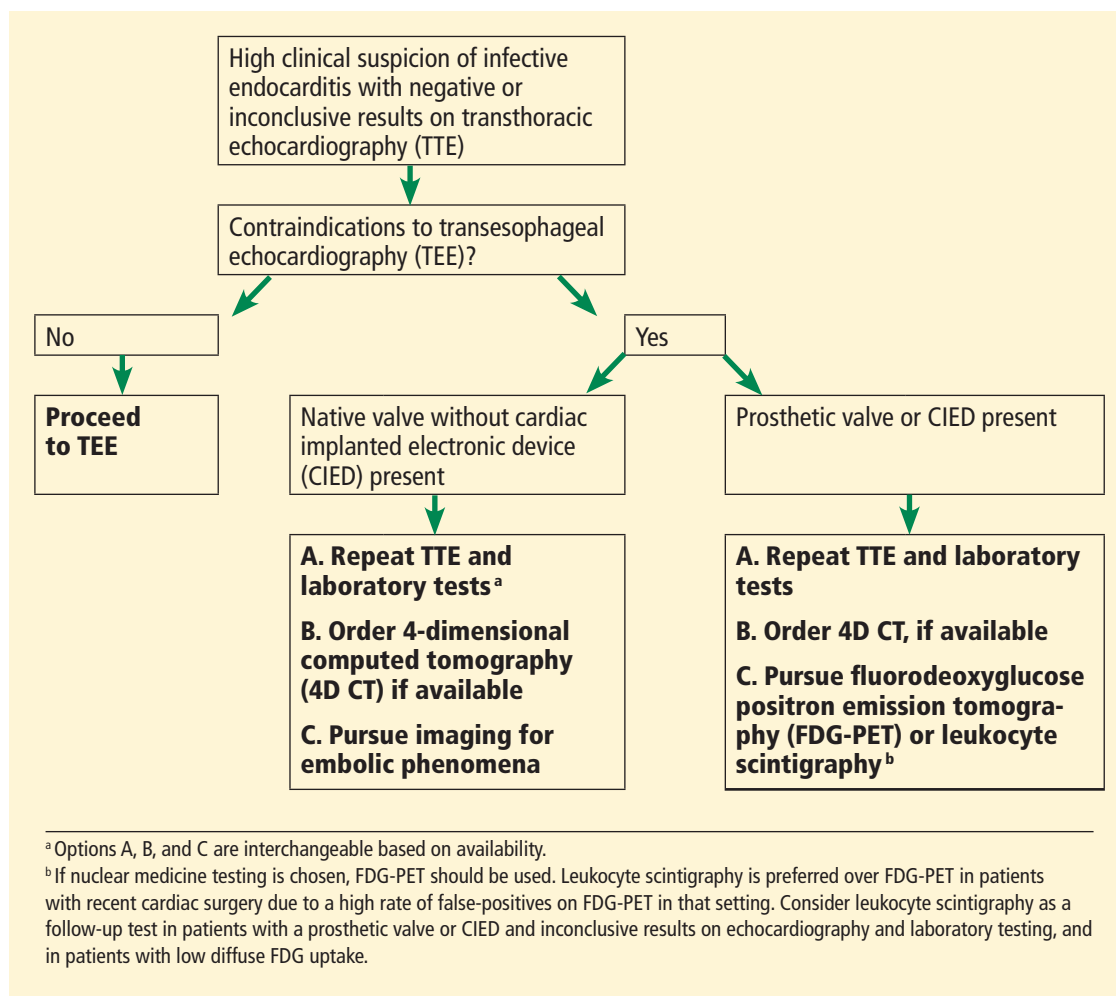 High clinical suspicion of infective
endocarditis with negative or
inconclusive results on transthoracic
echocardiography (TTE)
Contraindications to transesophageal
echocardiography (TEE)?
No
Yes
Proceed
to TEE
Native valve without cardiac
implanted electronic device
(CIED) present
Prosthetic valve or CIED present
A. Repeat TTE and
laboratory tests a
B. Order 4-dimensional
computed tomography
(4D CT) if available
C. Pursue imaging for
embolic phenomena
A. Repeat TTE and laboratory
tests
B. Order 4D CT, if available
C. Pursue fluorodeoxyglucose
positron emission tomogra-
phy (FDG-PET) or leukocyte
scintigraphy b
a Options A, B, and C are interchangeable based on availability.
b If nuclear medicine testing is chosen, FDG-PET should be used. Leukocyte scintigraphy is preferred over FDG-PET in patients
with recent cardiac surgery due to a high rate of false-positives on FDG-PET in that setting. Consider leukocyte scintigraphy as a
follow-up test in patients with a prosthetic valve or CIED and inconclusive results on echocardiography and laboratory testing, and
in patients with low diffuse FDG uptake.